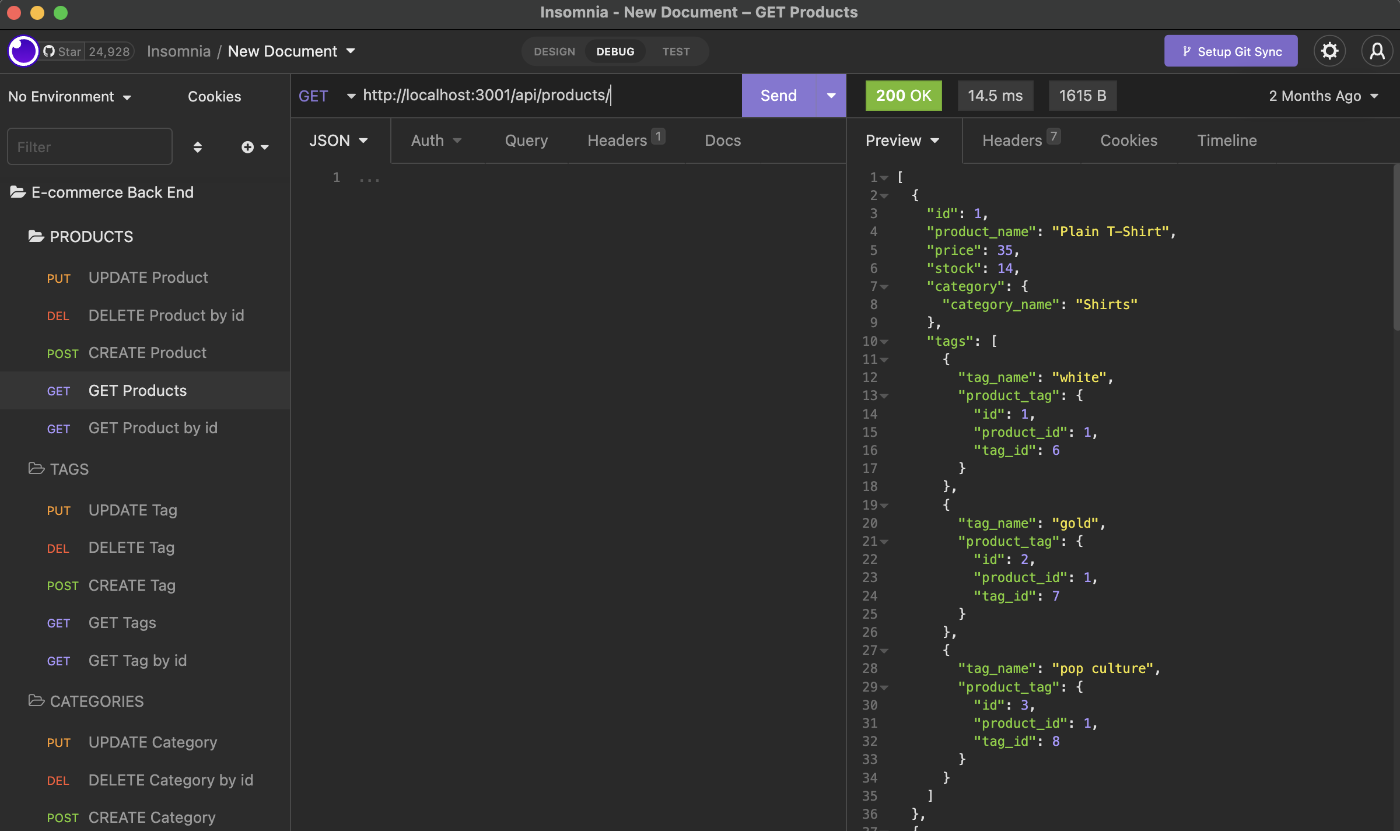 Insomnia - New Document – GET Products
Star 24,928
Insomnia / New Document
DESIGN DEBUG TEST
Setup Git Sync
No Environment
Cookies
Filter
E-commerce Back End
PRODUCTS
PUT UPDATE Product
DEL DELETE Product by id
POST CREATE Product
GET GET Products
GET GET Product by id
TAGS
PUT UPDATE Tag
DEL DELETE Tag
POST CREATE Tag
GET GET Tags
GET GET Tag by id
CATEGORIES
PUT UPDATE Category
DEL DELETE Category by id
POST CREATE Category
GET http://localhost:3001/api/products/
Send
JSON Auth Query Headers 1 Docs
1 ...
200 OK 14.5 ms 1615 B 2 Months Ago
Preview Headers 7 Cookies Timeline
1 [
2 {
3 "id": 1,
4 "product_name": "Plain T-Shirt",
5 "price": 35,
6 "stock": 14,
7 "category": {
8 "category_name": "Shirts"
9 },
10 "tags": [
11 {
12 "tag_name": "white",
13 "product_tag": {
14 "id": 1,
15 "product_id": 1,
16 "tag_id": 6
17 }
18 },
19 {
20 "tag_name": "gold",
21 "product_tag": {
22 "id": 2,
23 "product_id": 1,
24 "tag_id": 7
25 }
26 },
27 {
28 "tag_name": "pop culture",
29 "product_tag": {
30 "id": 3,
31 "product_id": 1,
32 "tag_id": 8
33 }
34 }
35 ]
36 },
37 {